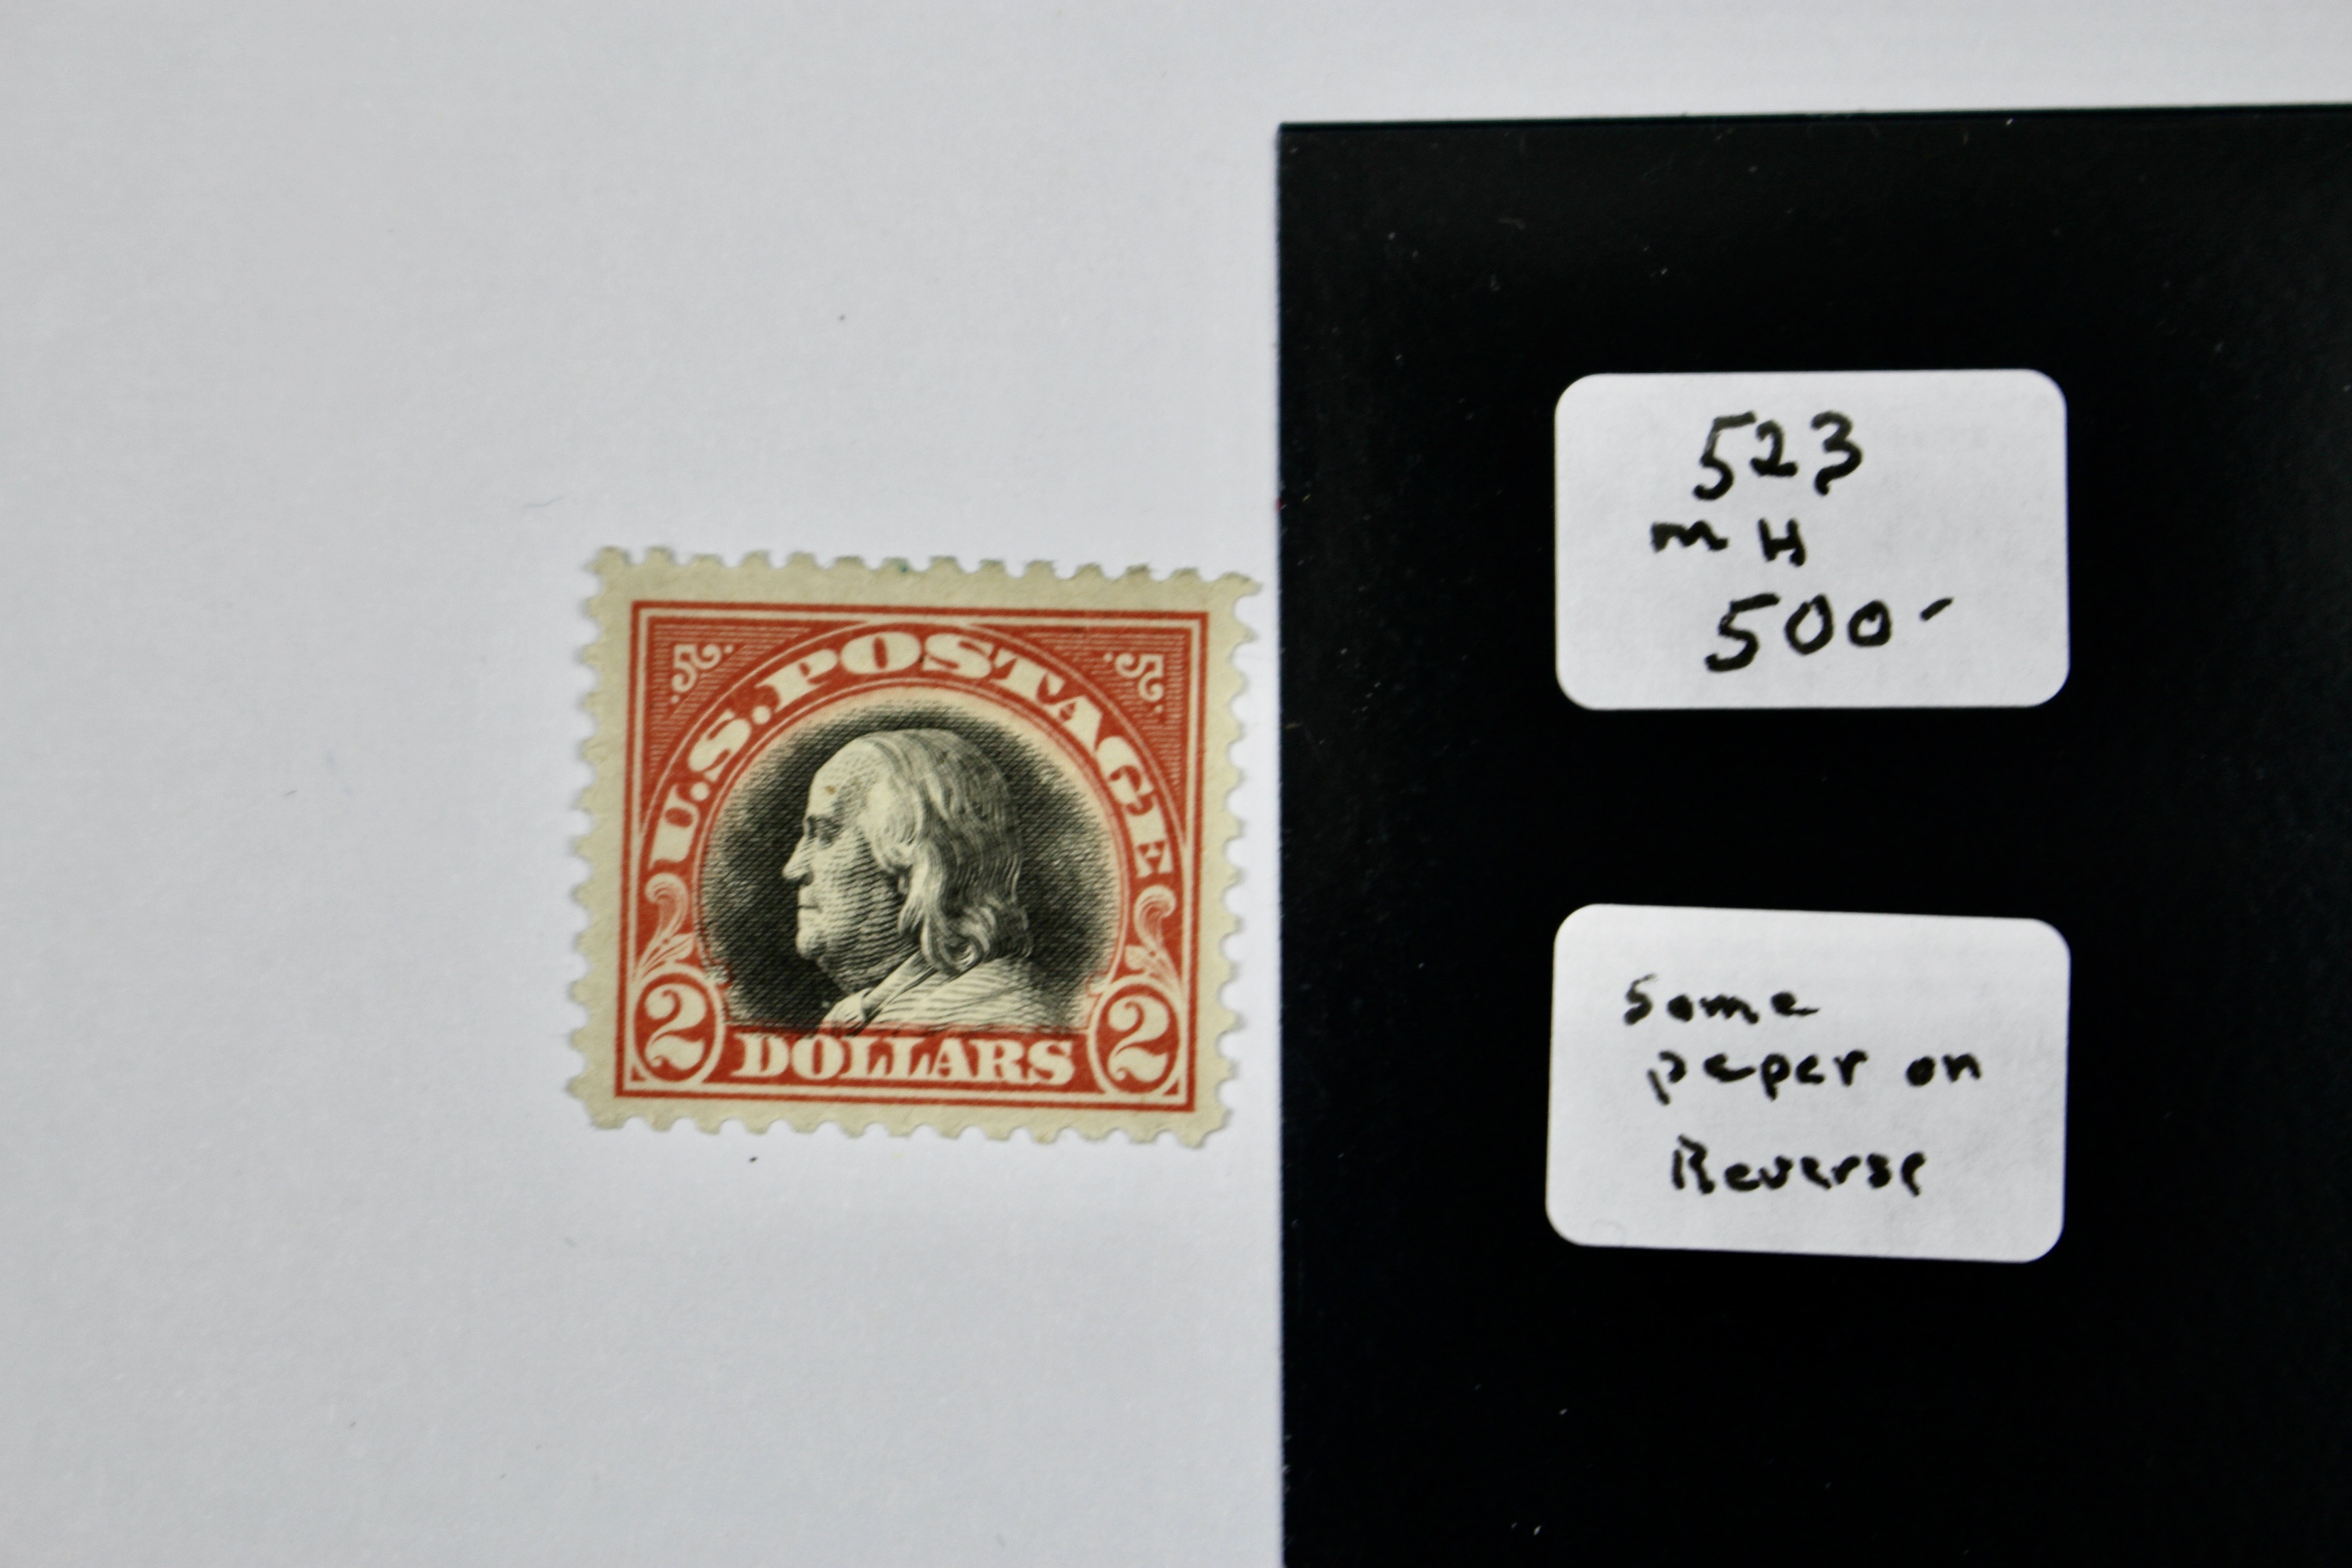 U.S. POSTAGE
2 DOLLARS 2
523
MH
500-
Some
paper on
Reverse